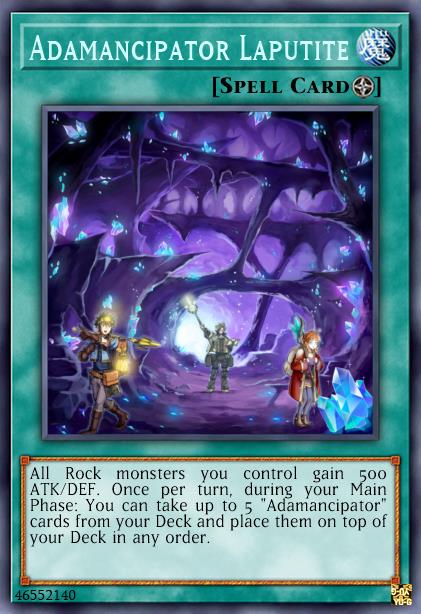 Adamancipator Laputite 魔
[Spell Card]
All Rock monsters you control gain 500
ATK/DEF. Once per turn, during your Main
Phase: You can take up to 5 "Adamancipator"
cards from your Deck and place them on top of
your Deck in any order.
46552140